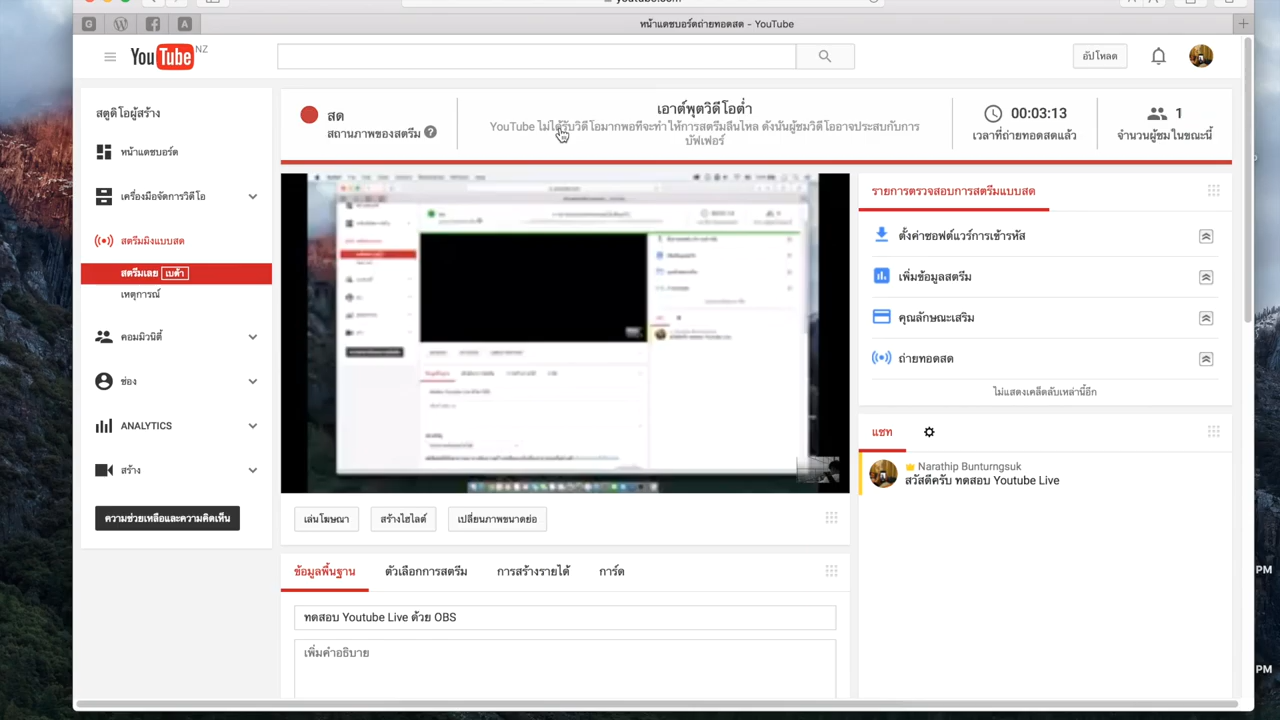 หน้าแดชบอร์ดถ่ายทอดสด - YouTube
YouTube NZ
อัปโหลด
สตูดิโอผู้สร้าง
หน้าแดชบอร์ด
เครื่องมือจัดการวิดีโอ
สตรีมมิงแบบสด
สตรีมเลย เบต้า
เหตุการณ์
คอมมิวนิตี้
ช่อง
ANALYTICS
สร้าง
ความช่วยเหลือและความคิดเห็น
สด
สถานภาพของสตรีม
เอาต์พุตวิดีโอต่ำ
YouTube ไม่ได้รับวิดีโอมากพอที่จะทำให้การสตรีมลื่นไหล ดังนั้นผู้ชมวิดีโออาจประสบกับการ
บัฟเฟอร์
00:03:13
เวลาที่ถ่ายทอดสดแล้ว
1
จำนวนผู้ชมในขณะนี้
เล่นโฆษณา
สร้างไฮไลต์
เปลี่ยนภาพขนาดย่อ
ข้อมูลพื้นฐาน
ตัวเลือกการสตรีม
การสร้างรายได้
การ์ด
ทดสอบ Youtube Live ด้วย OBS
เพิ่มคำอธิบาย
รายการตรวจสอบการสตรีมแบบสด
ตั้งค่าซอฟต์แวร์การเข้ารหัส
เพิ่มข้อมูลสตรีม
คุณลักษณะเสริม
ถ่ายทอดสด
ไม่แสดงเคล็ดลับเหล่านี้อีก
แชท
Narathip Bunturngsuk
สวัสดีครับ ทดสอบ Youtube Live
PM
PM